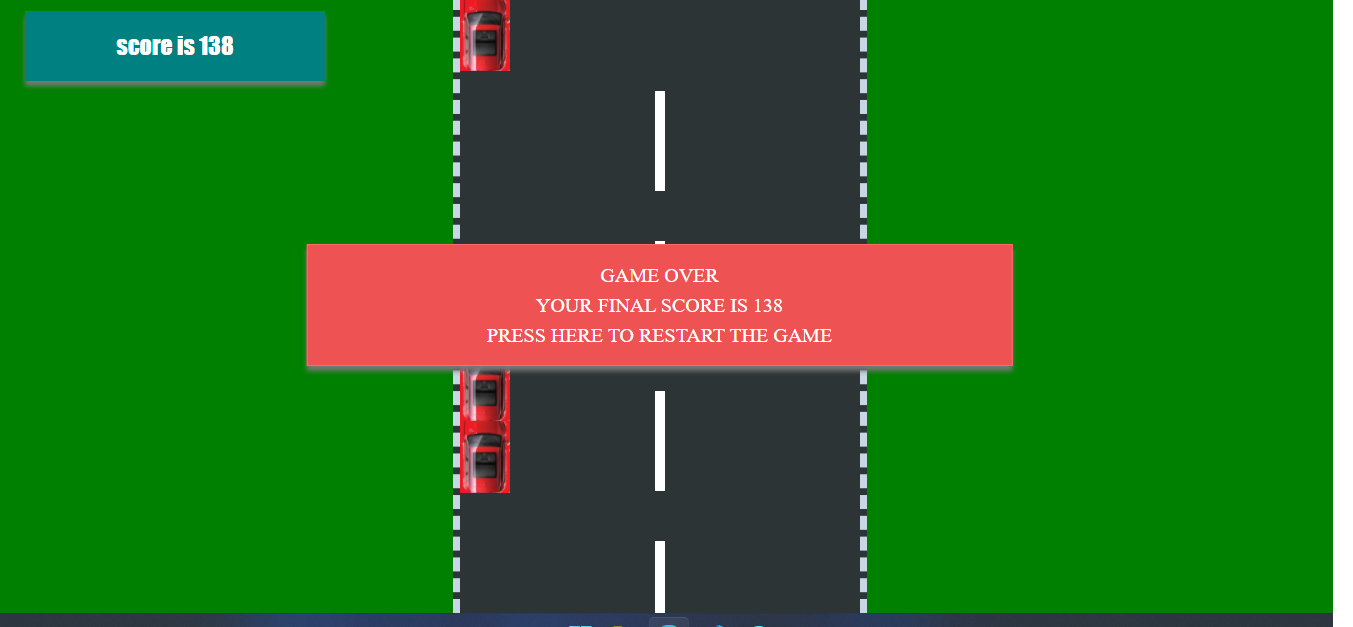 score is 138
GAME OVER
YOUR FINAL SCORE IS 138
PRESS HERE TO RESTART THE GAME